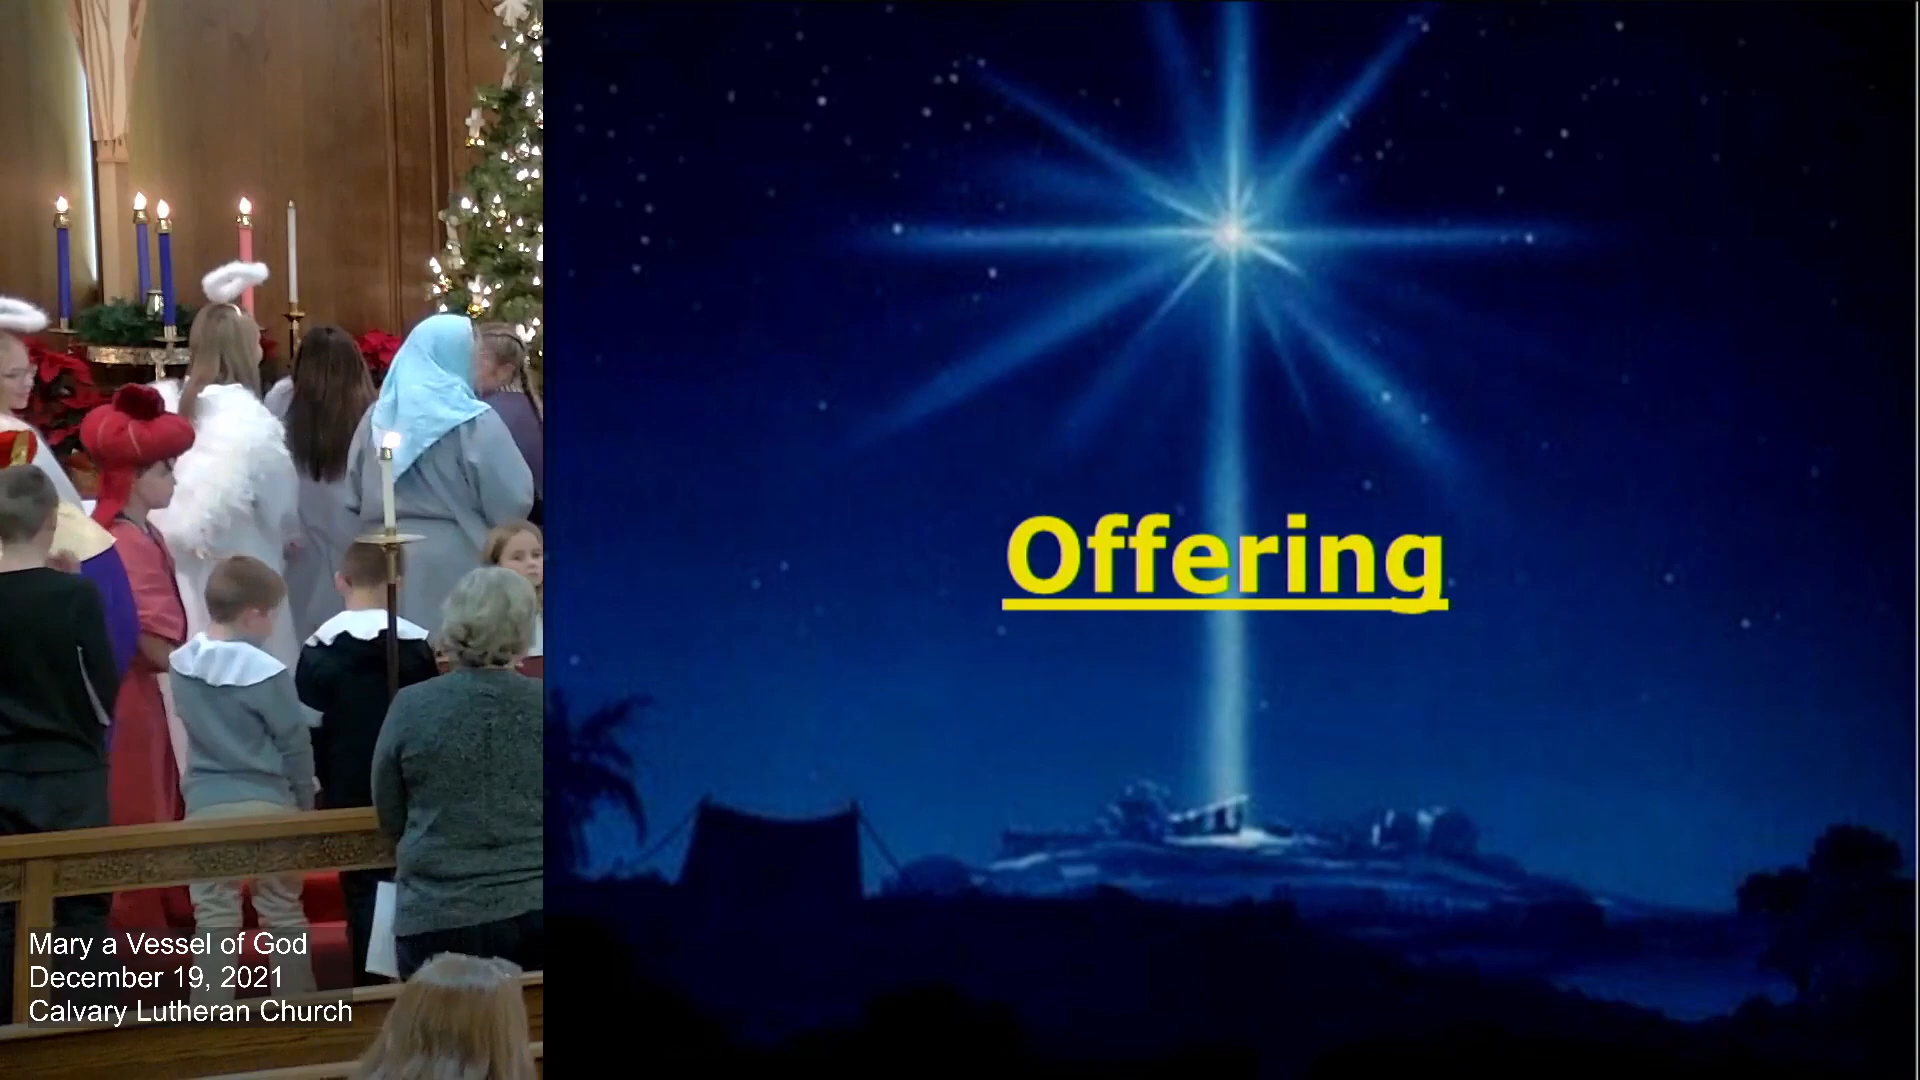 Offering
Mary a Vessel of God
December 19, 2021
Calvary Lutheran Church